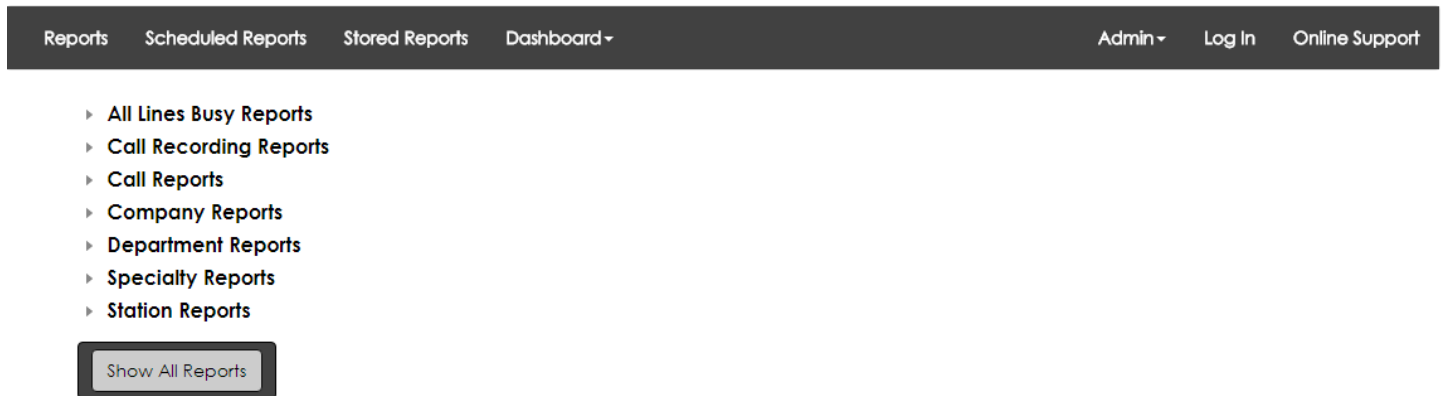 Reports Scheduled Reports Stored Reports Dashboard Admin Log In Online Support
All Lines Busy Reports
Call Recording Reports
Call Reports
Company Reports
Department Reports
Specialty Reports
Station Reports
Show All Reports